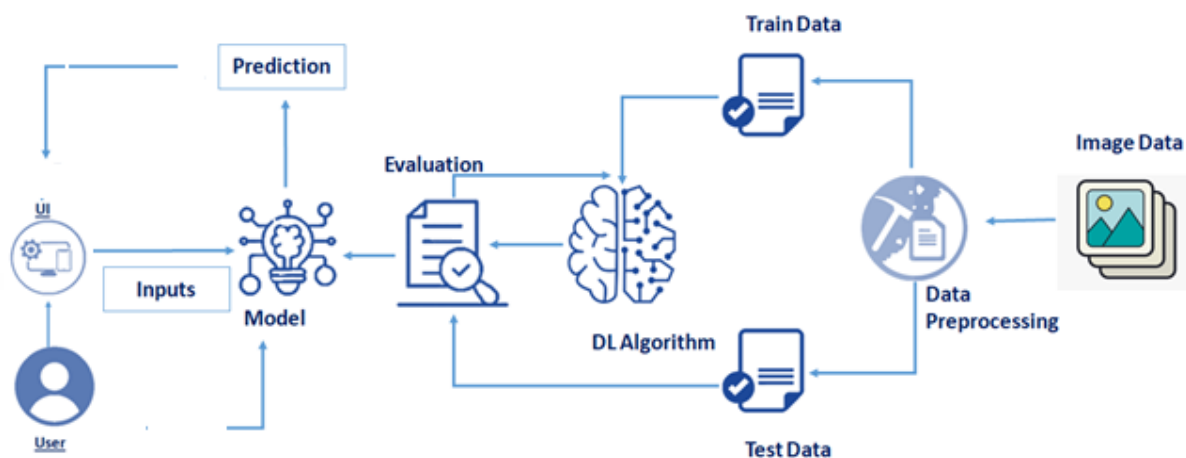 Train Data
Prediction
Image Data
Evaluation
UI
Inputs
Model
DL Algorithm
Data
Preprocessing
User
Test Data